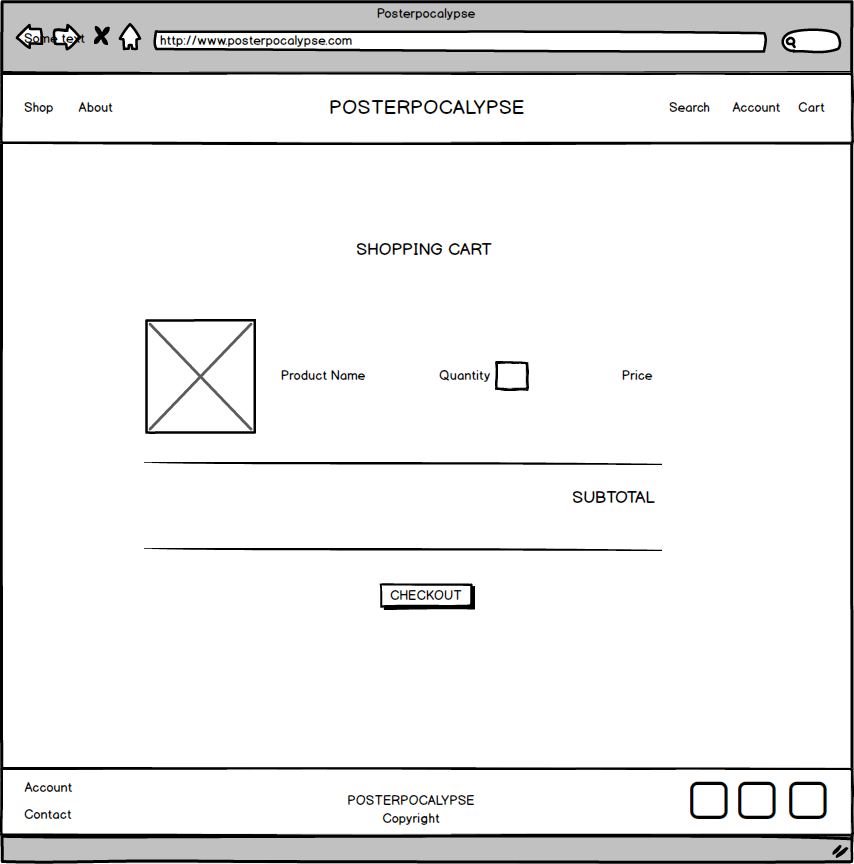 Posterpocalypse
Some text
http://www.posterpocalypse.com
Shop About POSTERPOCALYPSE Search Account Cart
SHOPPING CART
Product Name Quantity Price
SUBTOTAL
CHECKOUT
Account
Contact
POSTERPOCALYPSE
Copyright